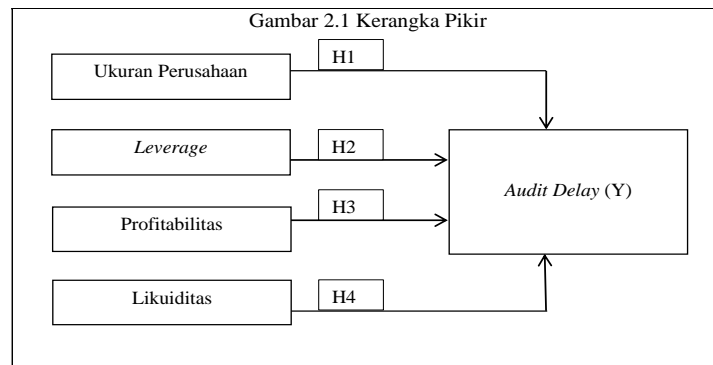 Gambar 2.1 Kerangka Pikir
Ukuran Perusahaan
H1
Leverage
H2
Audit Delay (Y)
Profitabilitas
H3
Likuiditas
H4